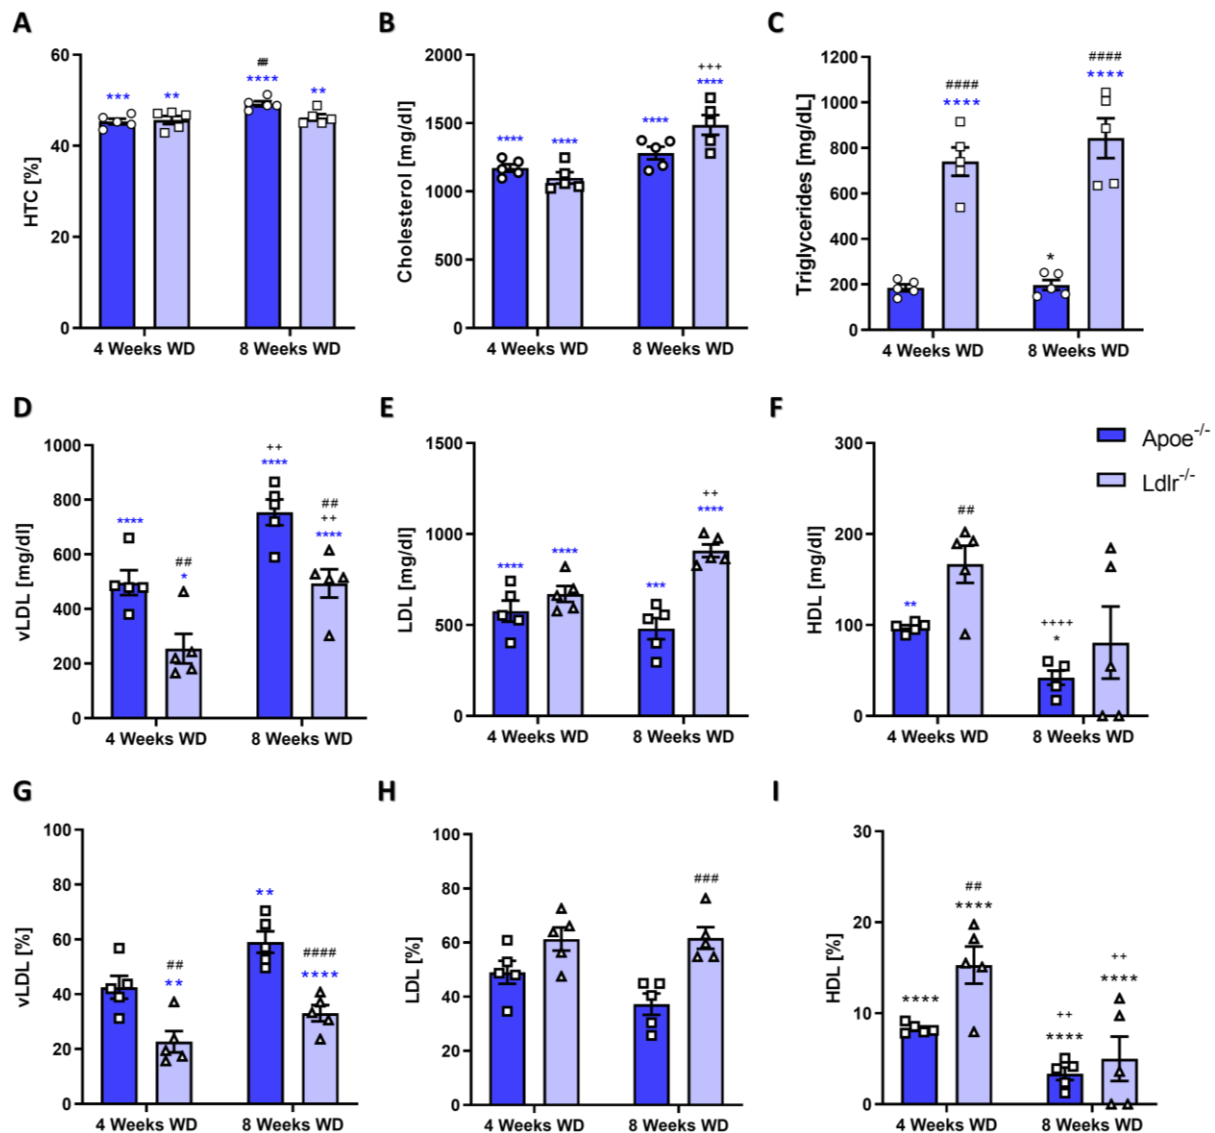 A
HTC [%]
60
40
20
0
***
**
##
****
**
4 Weeks WD
8 Weeks WD
B
Cholesterol [mg/dl]
2000
1500
1000
500
0
****
****
****
+++
****
4 Weeks WD
8 Weeks WD
C
Triglycerides [mg/dL]
1200
1000
800
600
400
200
0
####
****
*
####
****
4 Weeks WD
8 Weeks WD
D
vLDL [mg/dl]
1000
800
600
400
200
0
****
##
*
++
****
##
++
****
4 Weeks WD
8 Weeks WD
E
LDL [mg/dl]
1500
1000
500
0
****
****
***
++
****
4 Weeks WD
8 Weeks WD
F
HDL [mg/dl]
300
200
100
0
**
##
++++
*
4 Weeks WD
8 Weeks WD
Apoe-/-
Ldlr-/-
G
vLDL [%]
100
80
60
40
20
0
##
**
**
####
****
4 Weeks WD
8 Weeks WD
H
LDL [%]
100
80
60
40
20
0
###
4 Weeks WD
8 Weeks WD
I
HDL [%]
30
20
10
0
****
##
****
++
****
++
****
4 Weeks WD
8 Weeks WD